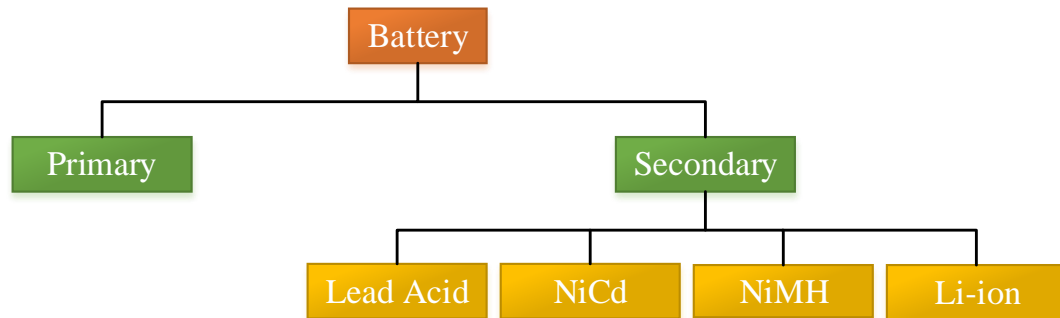 Battery
Primary
Secondary
Lead Acid
NiCd
NiMH
Li-ion